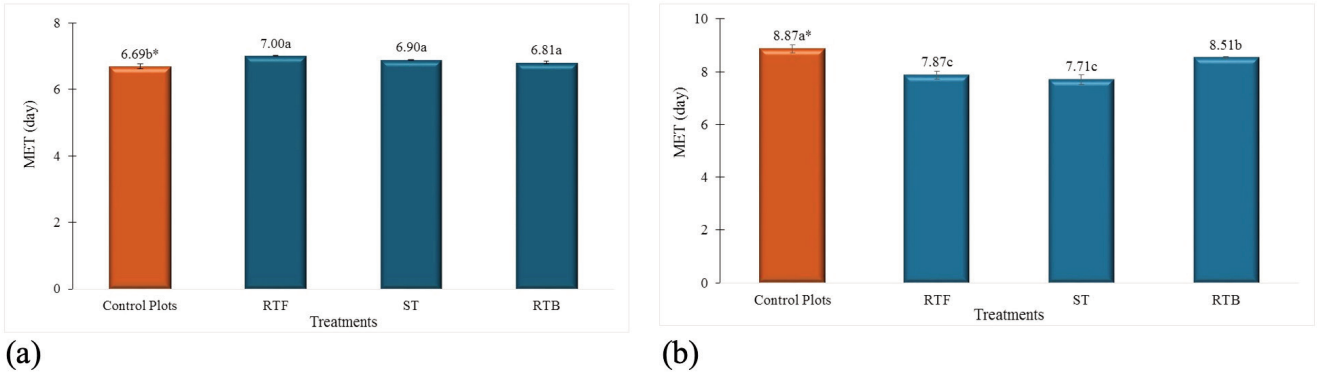 8
6
4
2
0
MET (day)
6.69b*
7.00a
6.90a
6.81a
Control Plots RTF ST RTB
Treatments
(a)
10
8
6
4
2
0
MET (day)
8.87a*
7.87c
7.71c
8.51b
Control Plots RTF ST RTB
Treatments
(b)